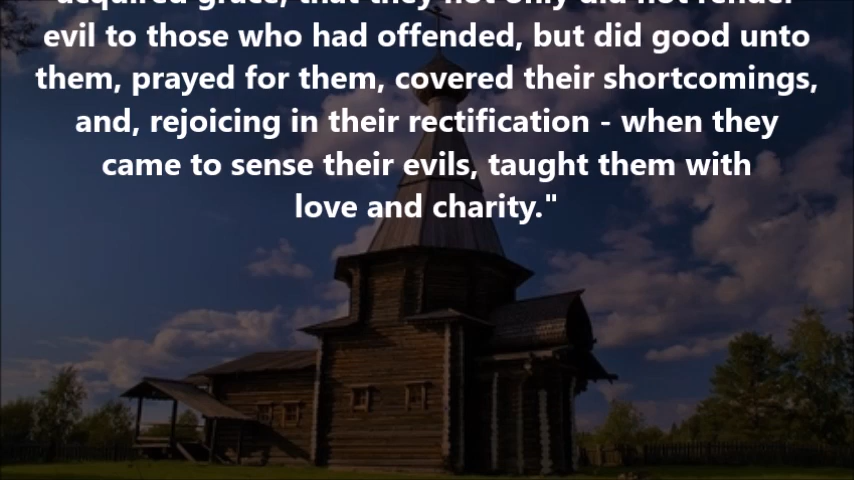 acquired grace, that they not only did not render
evil to those who had offended, but did good unto
them, prayed for them, covered their shortcomings,
and, rejoicing in their rectification - when they
came to sense their evils, taught them with
love and charity."